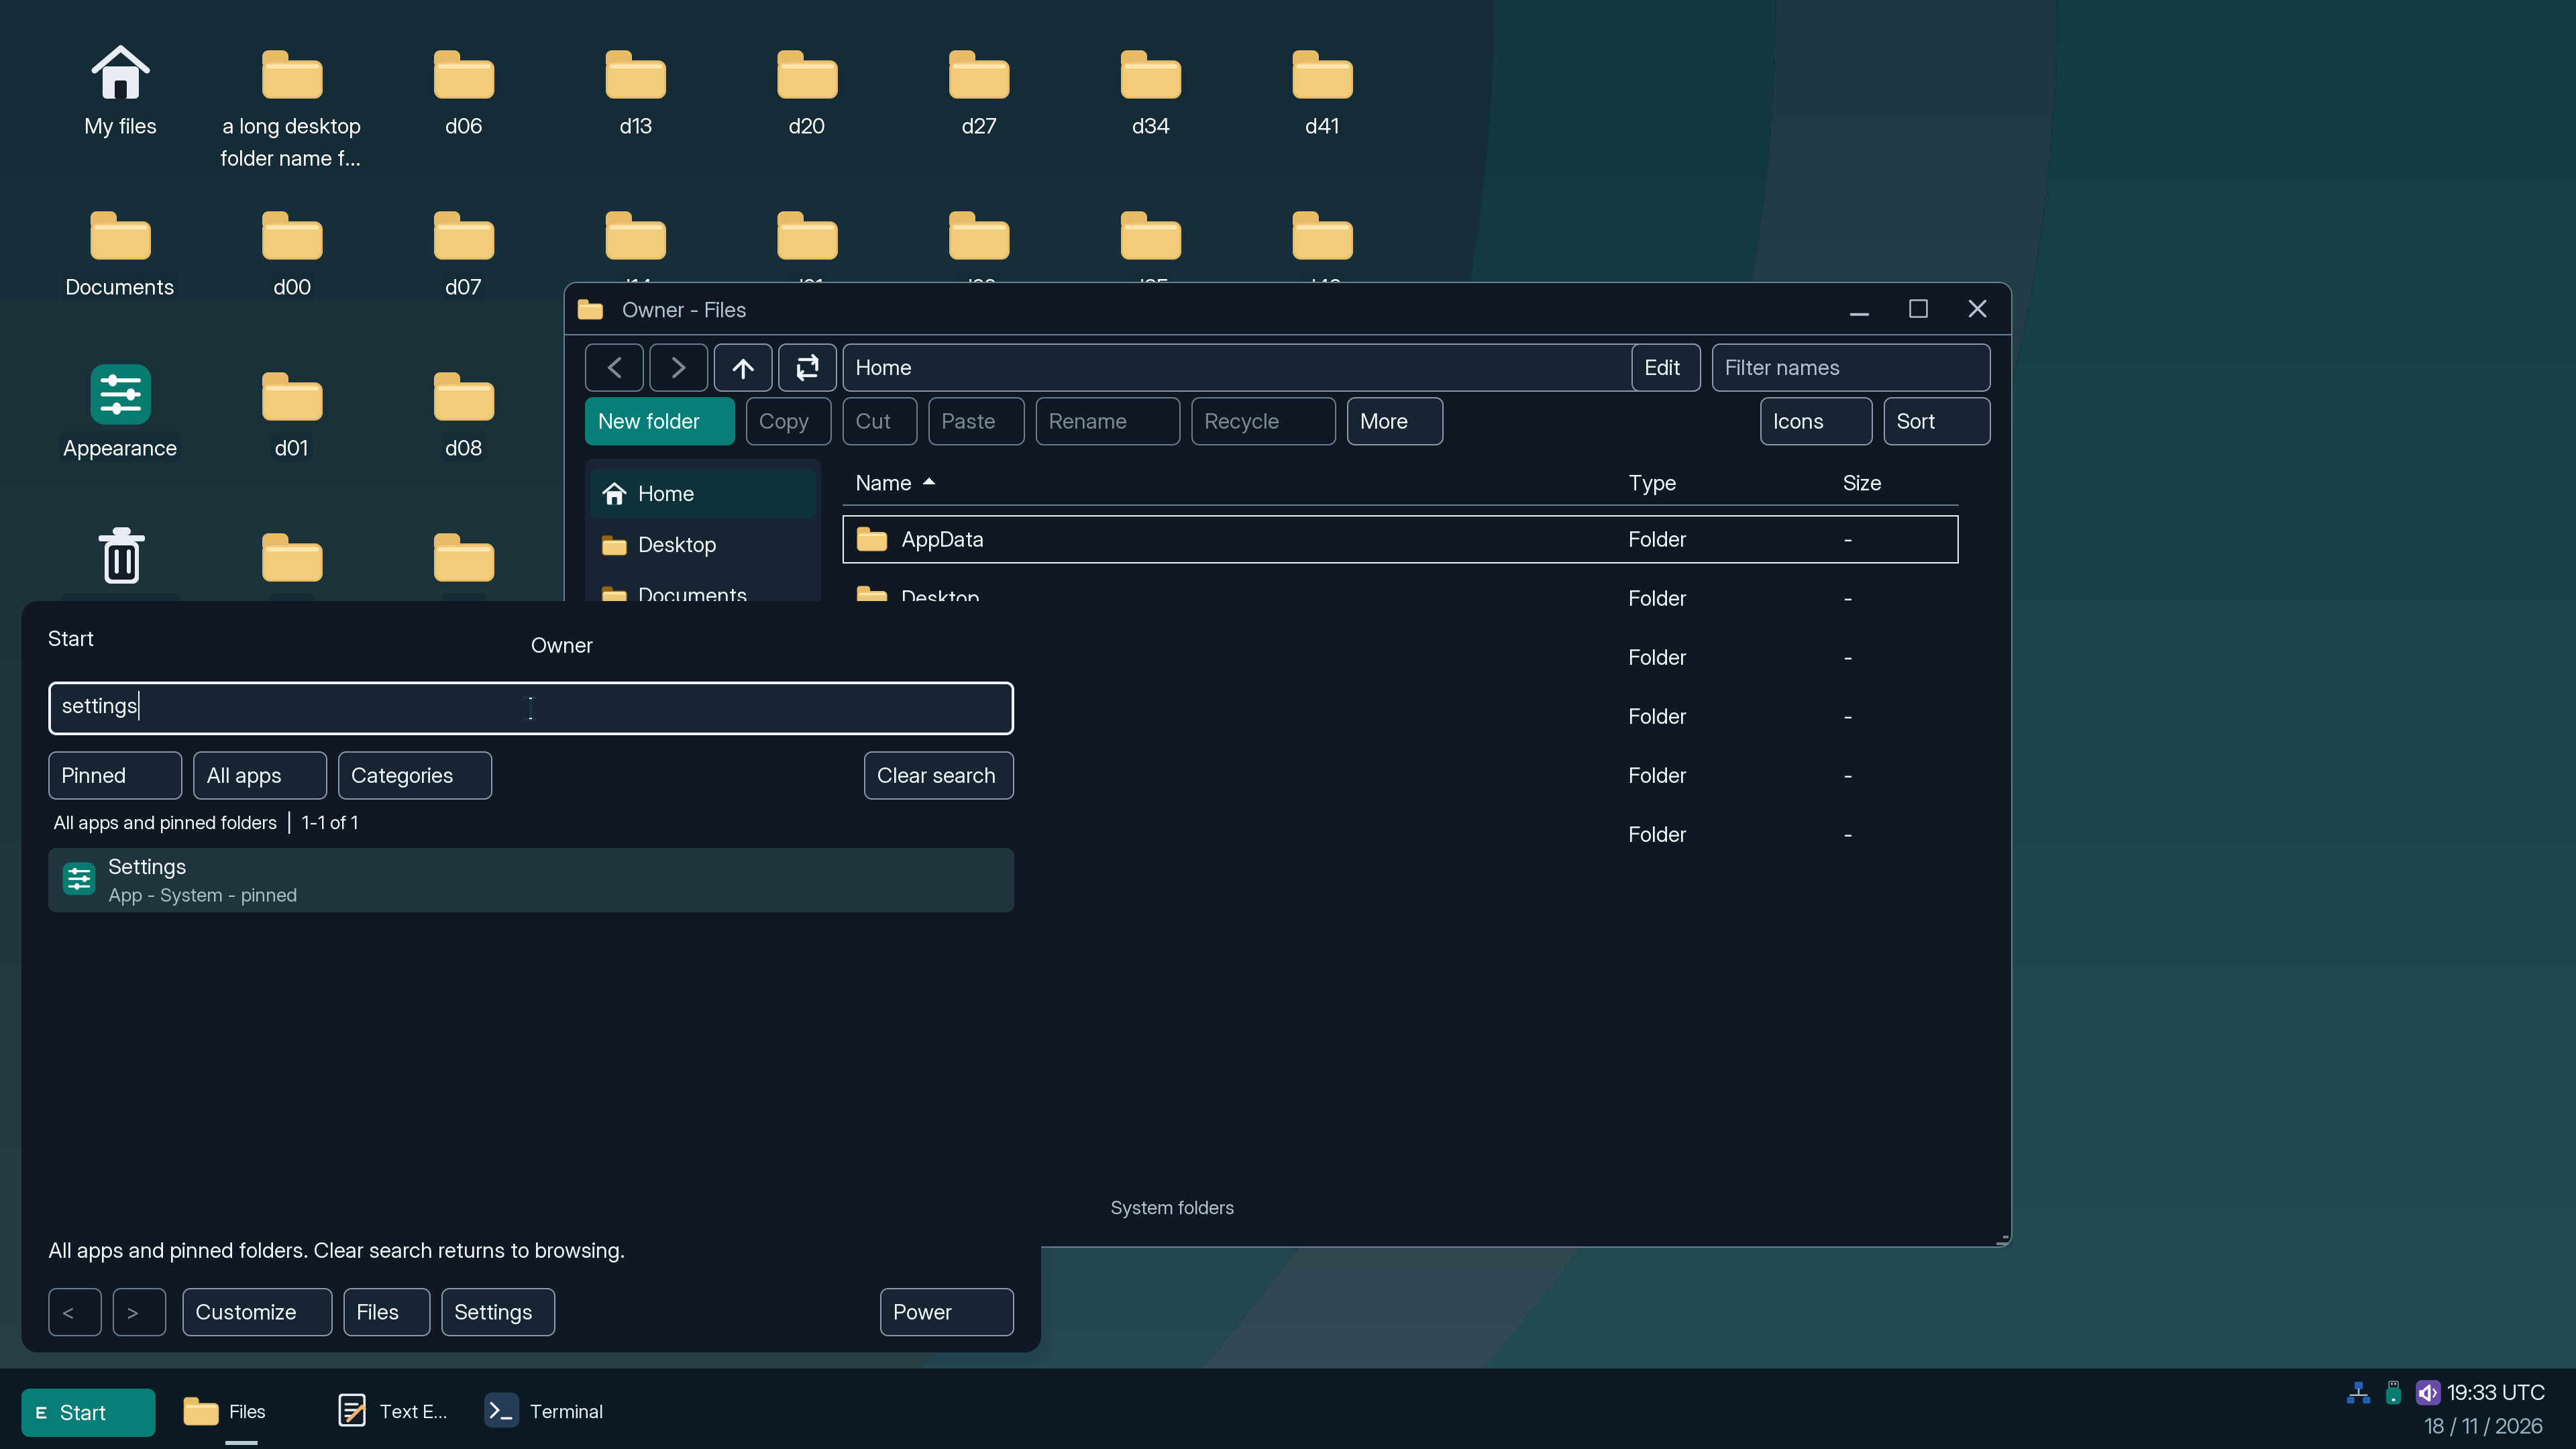 My files
a long desktop
folder name f...
d06
d13
d20
d27
d34
d41
Documents
d00
d07
Appearance
d01
d08
Owner - Files
Home
Edit
Filter names
New folder
Copy
Cut
Paste
Rename
Recycle
More
Icons
Sort
Home
Desktop
Documents
Name
Type
Size
AppData
Folder
-
Desktop
Folder
-
Folder
-
Folder
-
Folder
-
Folder
-
System folders
Start
Owner
settings
Pinned
All apps
Categories
Clear search
All apps and pinned folders | 1-1 of 1
Settings
App - System - pinned
All apps and pinned folders. Clear search returns to browsing.
<
>
Customize
Files
Settings
Power
E Start
Files
Text E...
Terminal
19:33 UTC
18 / 11 / 2026